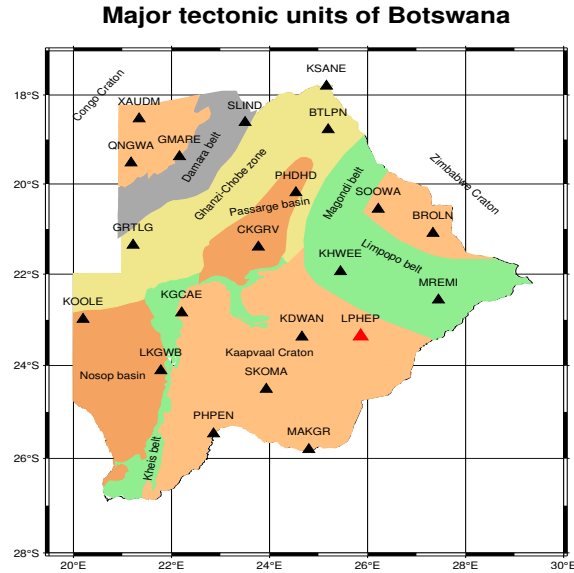 Major tectonic units of Botswana
KSANE
18°S
Congo Craton
XAUDM
SLIND
BTLPN
GMARE
QNGWA
Damara belt
Ghanzi-Chobe zone
Zimbabwe Craton
Magondi belt
PHDHD
20°S
SOOWA
Passarge basin
BROLN
GRTLG
CKGRV
Limpopo belt
KHWEE
22°S
MREMI
KGCAE
KOOLE
KDWAN
LPHEP
LKGWB
Kaapvaal Craton
24°S
Nosop basin
SKOMA
PHPEN
MAKGR
Kheis belt
26°S
28°S
20°E
22°E
24°E
26°E
28°E
30°E